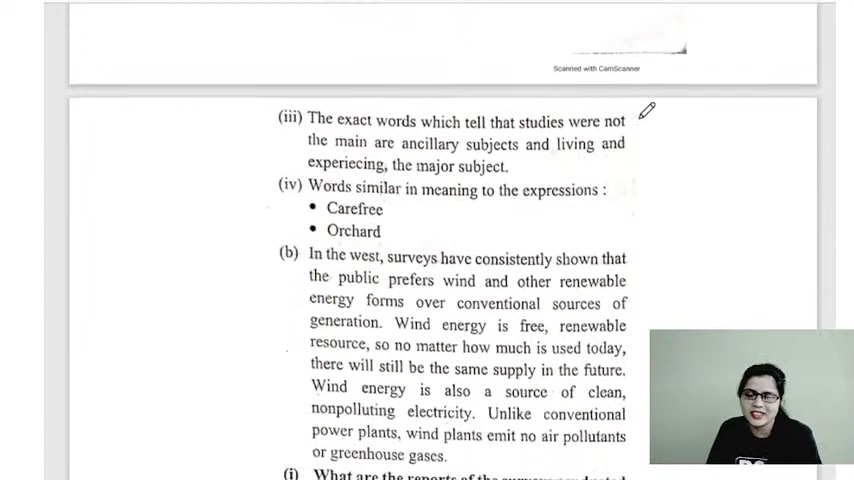 Scanned with CamScanner
(iii) The exact words which tell that studies were not
the main are ancillary subjects and living and
experiecing, the major subject.
(iv) Words similar in meaning to the expressions :
• Carefree
• Orchard
(b) In the west, surveys have consistently shown that
the public prefers wind and other renewable
energy forms over conventional sources of
generation. Wind energy is free, renewable
resource, so no matter how much is used today,
there will still be the same supply in the future.
Wind energy is also a source of clean,
nonpolluting electricity. Unlike conventional
power plants, wind plants emit no air pollutants
or greenhouse gases.
(i) What are the reports of the surveys conducted